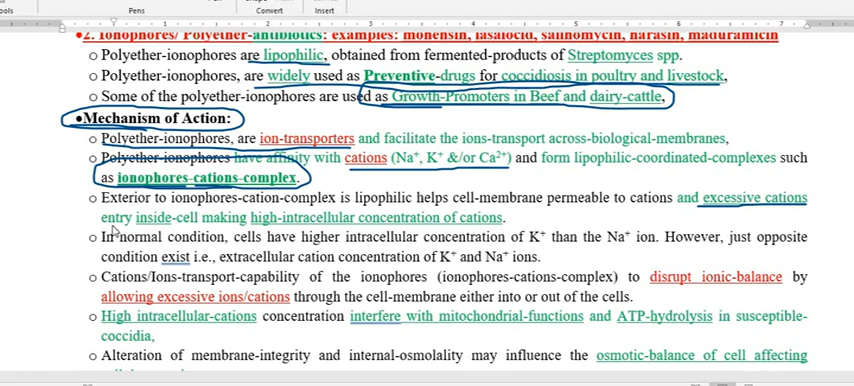 Pens Convert Insert
1 2 3 4 5 6 7
•2. Ionophores/ Polyether-antibiotics: examples: monensin, lasalocid, salinomycin, narasin, maduramicin
o Polyether-ionophores are lipophilic, obtained from fermented-products of Streptomyces spp.
o Polyether-ionophores, are widely used as Preventive-drugs for coccidiosis in poultry and livestock,
o Some of the polyether-ionophores are used as Growth-Promoters in Beef and dairy-cattle,
•Mechanism of Action:
o Polyether-ionophores, are ion-transporters and facilitate the ions-transport across-biological-membranes,
o Polyether-ionophores have affinity with cations (Na⁺, K⁺ &/or Ca²⁺) and form lipophilic-coordinated-complexes such
as ionophores-cations-complex.
o Exterior to ionophores-cation-complex is lipophilic helps cell-membrane permeable to cations and excessive cations
entry inside-cell making high-intracellular concentration of cations.
o In normal condition, cells have higher intracellular concentration of K⁺ than the Na⁺ ion. However, just opposite
condition exist i.e., extracellular cation concentration of K⁺ and Na⁺ ions.
o Cations/Ions-transport-capability of the ionophores (ionophores-cations-complex) to disrupt ionic-balance by
allowing excessive ions/cations through the cell-membrane either into or out of the cells.
o High intracellular-cations concentration interfere with mitochondrial-functions and ATP-hydrolysis in susceptible-
coccidia,
o Alteration of membrane-integrity and internal-osmolality may influence the osmotic-balance of cell affecting